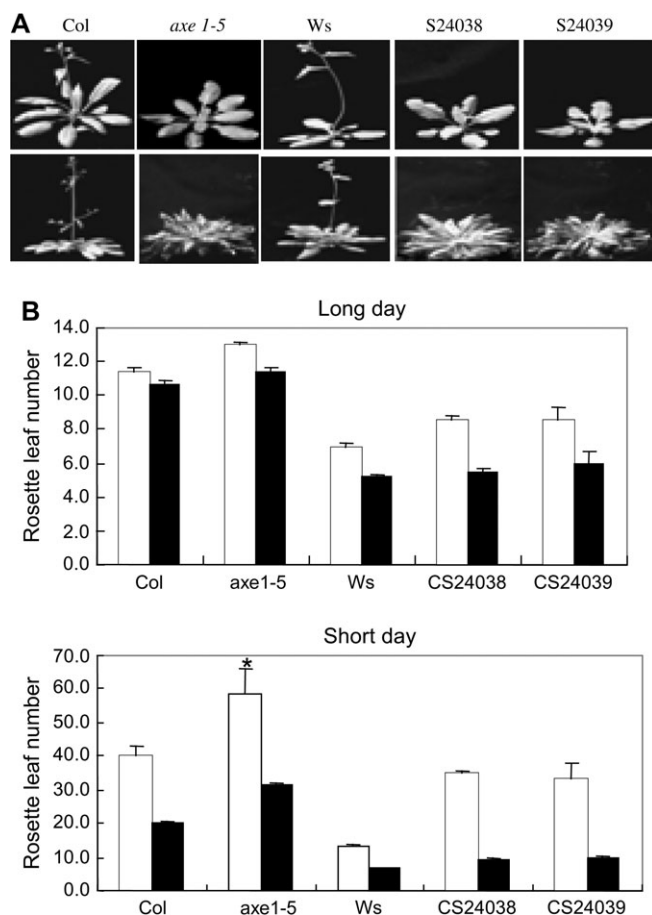 A
Col axe 1-5 Ws S24038 S24039
B
Long day
Rosette leaf number
14.0
12.0
10.0
8.0
6.0
4.0
2.0
0.0
Col axe1-5 Ws CS24038 CS24039
Short day
Rosette leaf number
70.0
60.0
50.0
40.0
30.0
20.0
10.0
0.0
*
Col axe1-5 Ws CS24038 CS24039